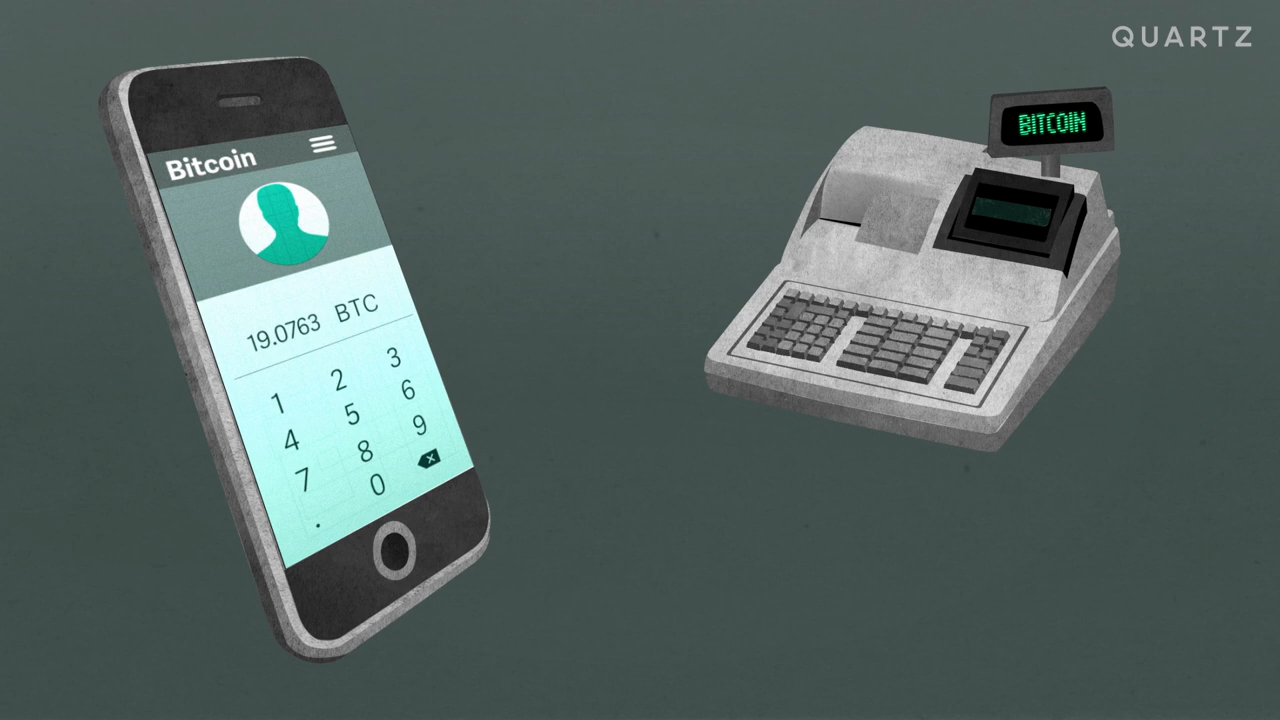 QUARTZ
BITCOIN
Bitcoin
19.0763 BTC
1 2 3
4 5 6
7 8 9
. 0